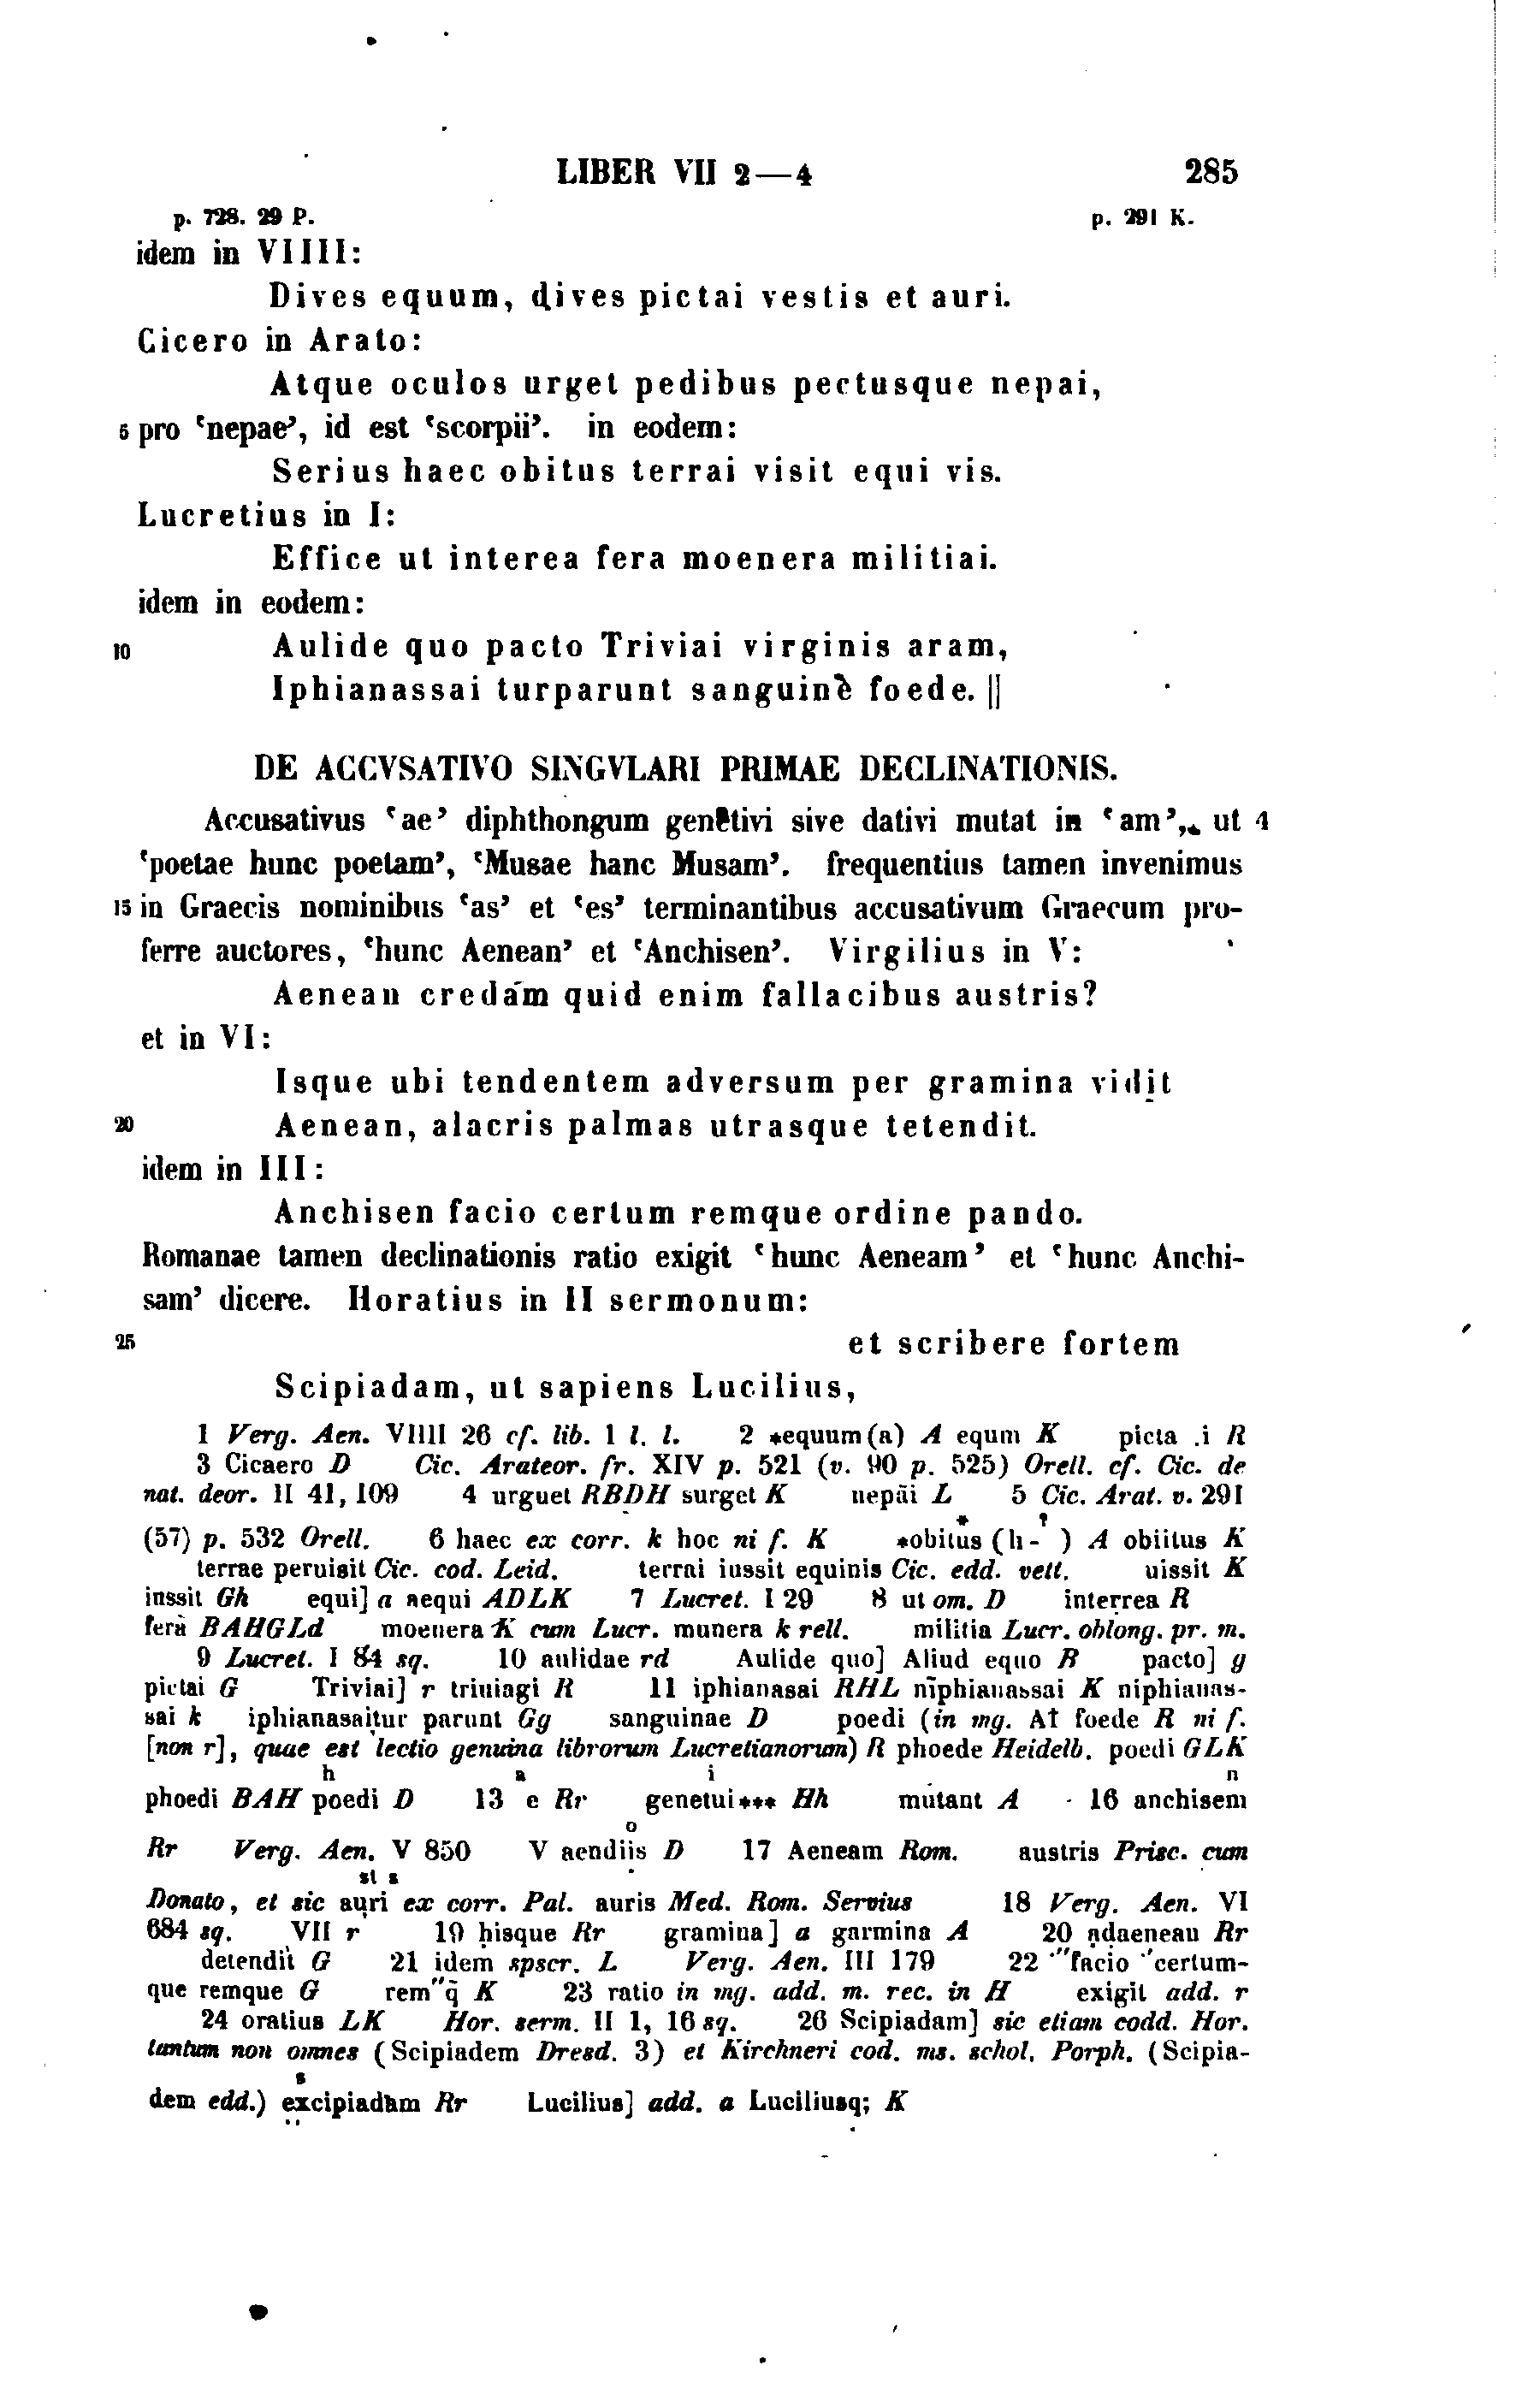 LIBER VII 2—4 285
p. 728. 29 P. p. 291 K.
idem in VIIII:
Dives equum, dives pictai vestis et auri.
Cicero in Arato:
Atque oculos urget pedibus pectusque nepai,
5 pro ‘nepae’, id est ‘scorpii’. in eodem:
Serius haec obitus terrai visit equi vis.
Lucretius in I:
Effice ut interea fera moenera militiai.
idem in eodem:
10 Aulide quo pacto Triviai virginis aram,
Iphianassai turparunt sanguine foede. ||
DE ACCVSATIVO SINGVLARI PRIMAE DECLINATIONIS.
Accusativus ‘ae’ diphthongum genetivi sive dativi mutat in ‘am’, ut 4
‘poetae hunc poetam’, ‘Musae hanc Musam’. frequentius tamen invenimus
15 in Graecis nominibus ‘as’ et ‘es’ terminantibus accusativum Graecum pro-
ferre auctores, ‘hunc Aenean’ et ‘Anchisen’. Virgilius in V:
Aenean credam quid enim fallacibus austris?
et in VI:
Isque ubi tendentem adversum per gramina vidit
20 Aenean, alacris palmas utrasque tetendit.
idem in III:
Anchisen facio certum remque ordine pando.
Romanae tamen declinationis ratio exigit ‘hunc Aeneam’ et ‘hunc Anchi-
sam’ dicere. Horatius in II sermonum:
25 et scribere fortem
Scipiadam, ut sapiens Lucilius,
1 Verg. Aen. VIIII 26 cf. lib. I l. l. 2 *equum(a) A equm K picta .i R
3 Cicaero D Cic. Arateor. fr. XIV p. 521 (v. 90 p. 525) Orell. cf. Cic. de
nat. deor. II 41, 109 4 urguet RBDH surget K nepāi L 5 Cic. Arat. v. 291
(57) p. 532 Orell. 6 haec ex corr. k hoc ni f. K *obitus (h- ) A obiitus K
terrae peruisit Cic. cod. Leid. terrai iussit equinis Cic. edd. vett. uissit K
inssit Gh equi] a aequi ADLK 7 Lucret. I 29 8 ut om. D interrea R
ferà BAHGLd moenera K cum Lucr. munera k rell. militia Lucr. oblong. pr. m.
9 Lucret. I 84 sq. 10 aulidae rd Aulide quo] Aliud equo R pacto] g
pictai G Triviai] r triuiagi R 11 iphianasai RHL niphianassai K niphianas-
sai k iphianasaitur parunt Gg sanguinae D poedi (in mg. At foede R ni f.
[non r], quae est lectio genuina librorum Lucretianorum) R phoede Heidelb. poedi GLK
h a i n
phoedi BAH poedi D 13 e Rr genetui*** Hh mutant A 16 anchisem
o
Rr Verg. Aen. V 850 V aendiis D 17 Aeneam Rom. austris Prisc. cum
st s
Donato, et sic auri ex corr. Pal. auris Med. Rom. Servius 18 Verg. Aen. VI
684 sq. VII r 19 hisque Rr gramina] a garmina A 20 adaenean Rr
detendit G 21 idem spscr. L Verg. Aen. III 179 22 ·″facio ·′certum-
que remque G rem″q̄ K 23 ratio in mg. add. m. rec. in H exigit add. r
24 oratius LK Hor. serm. II 1, 16 sq. 26 Scipiadam] sic etiam codd. Hor.
tantum non omnes (Scipiadem Dresd. 3) et Kirchneri cod. ms. schol. Porph. (Scipia-
s
dem edd.) excipiadam Rr Lucilius] add. a Luciliusq; K